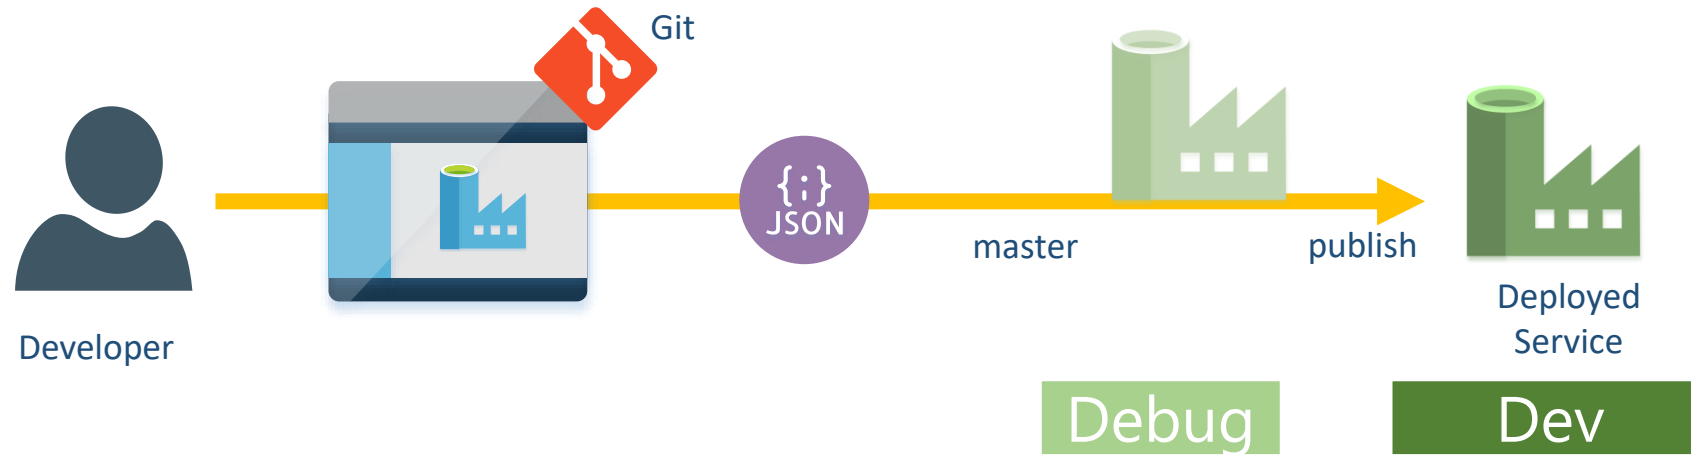 Git
{;}
JSON
master
publish
Developer
Deployed
Service
Debug
Dev